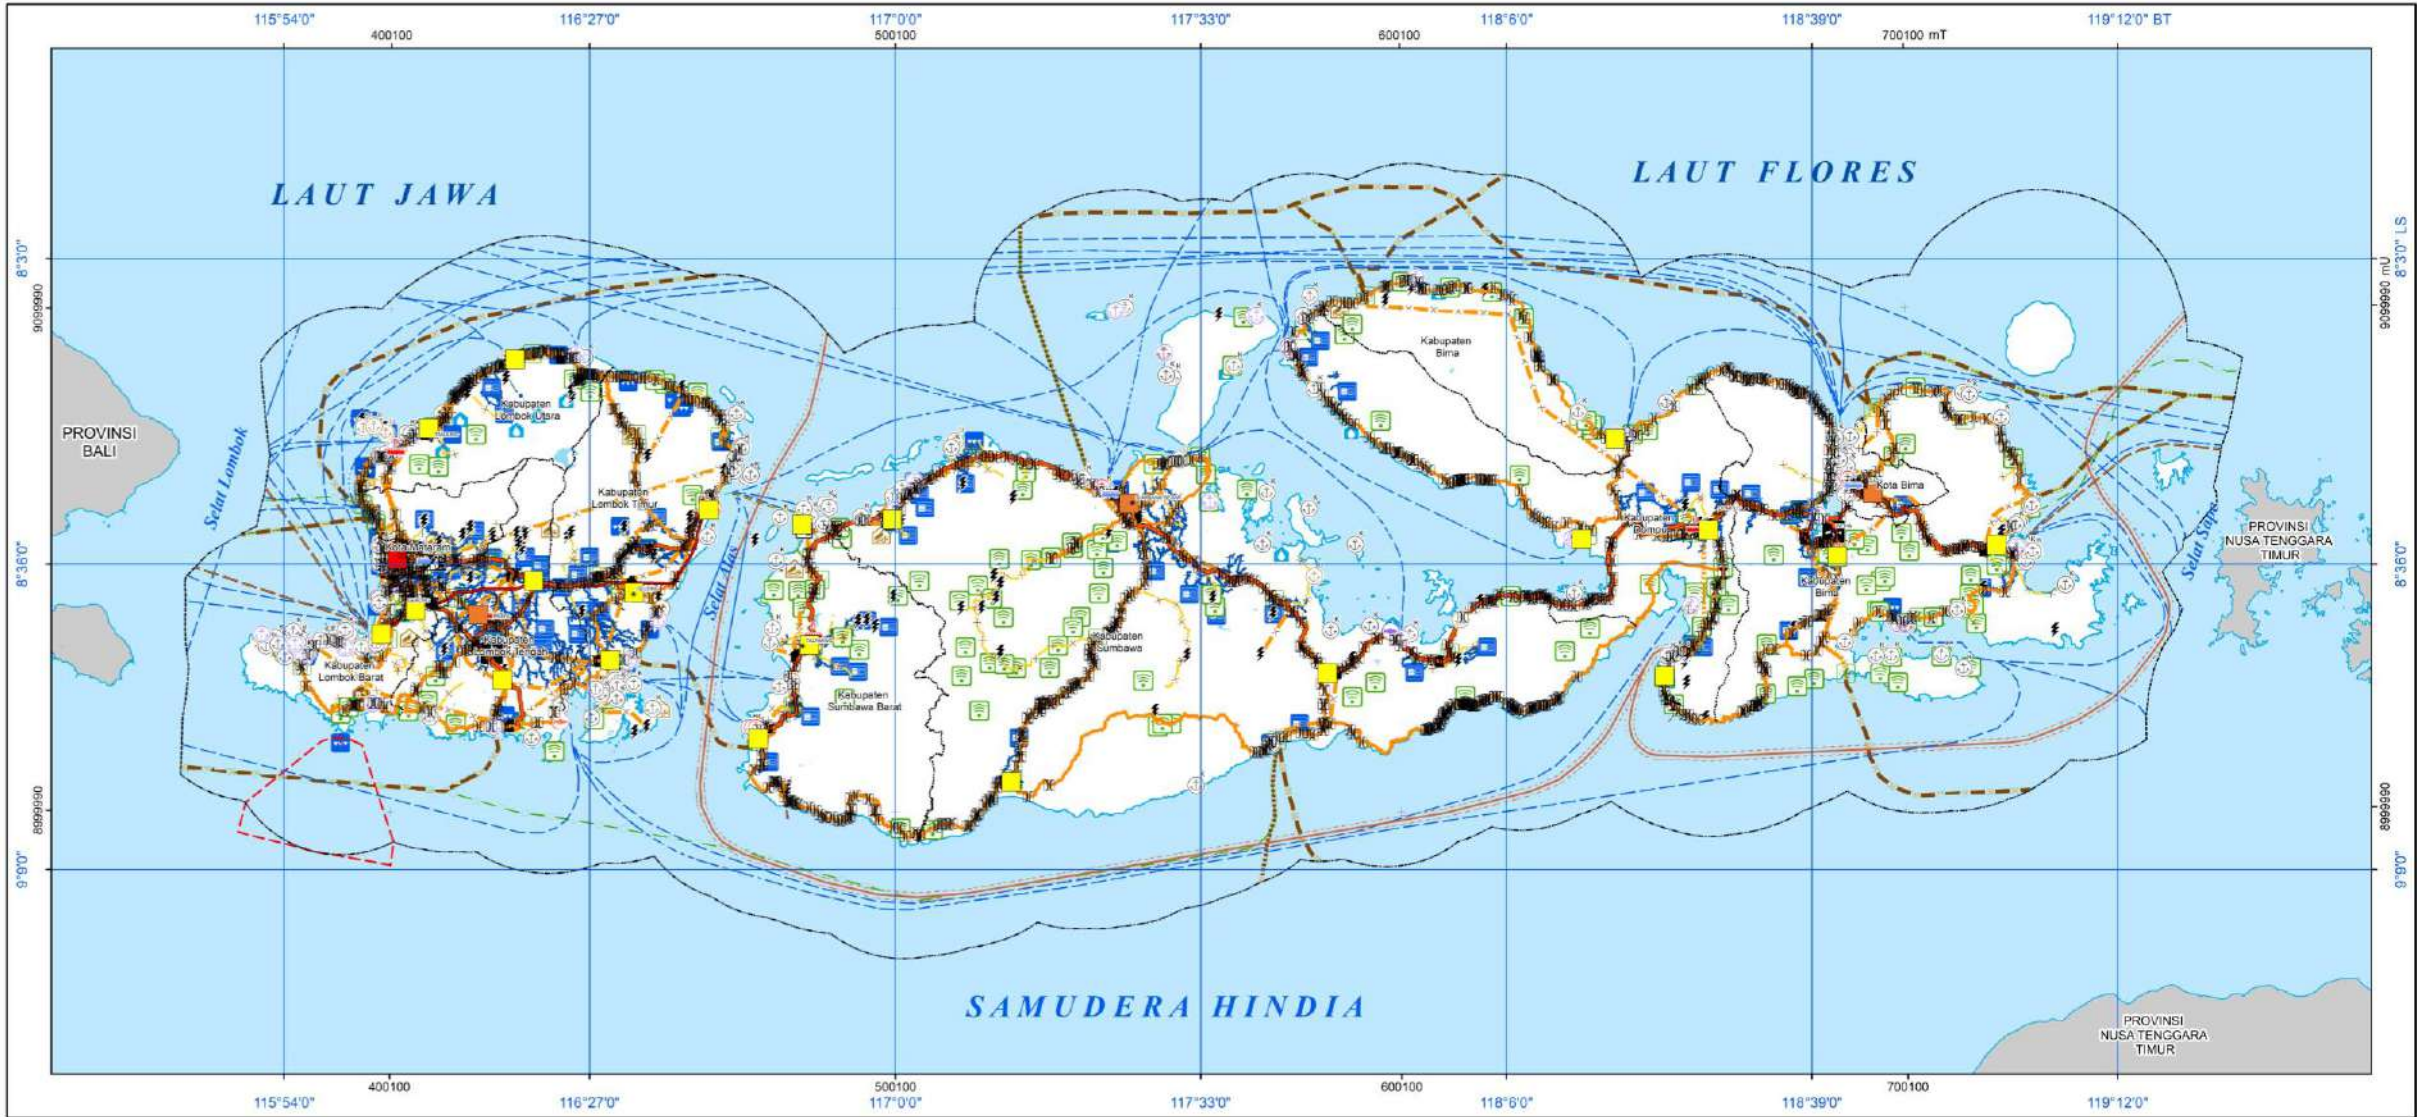 115°54'0"
116°27'0"
117°0'0"
117°33'0"
118°6'0"
118°39'0"
119°12'0" BT
400100
500100
600100
700100 mT
LAUT JAWA
LAUT FLORES
8°3'0"
8°3'0" LS
9099990
9099990 mU
Kabupaten
Bima
Kabupaten
Lombok Utara
PROVINSI
BALI
Selat Lombok
Kabupaten
Lombok Timur
Kota Bima
Kabupaten
Dompu
Kota Mataram
PROVINSI
NUSA TENGGARA
TIMUR
Selat Sape
8°36'0"
8°36'0"
Selat Alas
Kabupaten
Bima
Kabupaten
Lombok Tengah
Kabupaten
Sumbawa
Kabupaten
Lombok Barat
Kabupaten
Sumbawa Barat
8999990
8999990
9°9'0"
9°9'0"
SAMUDERA HINDIA
PROVINSI
NUSA TENGGARA
TIMUR
400100
500100
600100
700100
115°54'0"
116°27'0"
117°0'0"
117°33'0"
118°6'0"
118°39'0"
119°12'0"